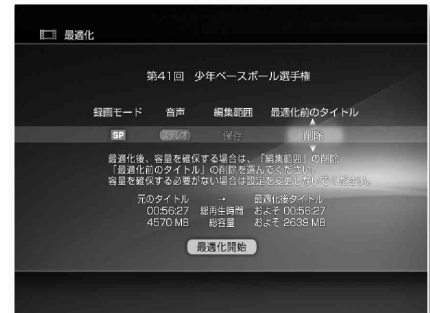 最適化
第41回 少年ベースボール選手権
録画モード 音声 編集範囲 最適化前のタイトル
SP ステレオ 保存 削除
最適化後、容量を確保する場合は、「編集範囲」の削除
「最適化前のタイトル」の削除を選んでください。
容量を確保する必要がない場合は設定を変更しないでください。
元のタイトル → 最適化後タイトル
00:56:27 総再生時間 およそ 00:56:27
4570 MB 総容量 およそ 2639 MB
最適化開始